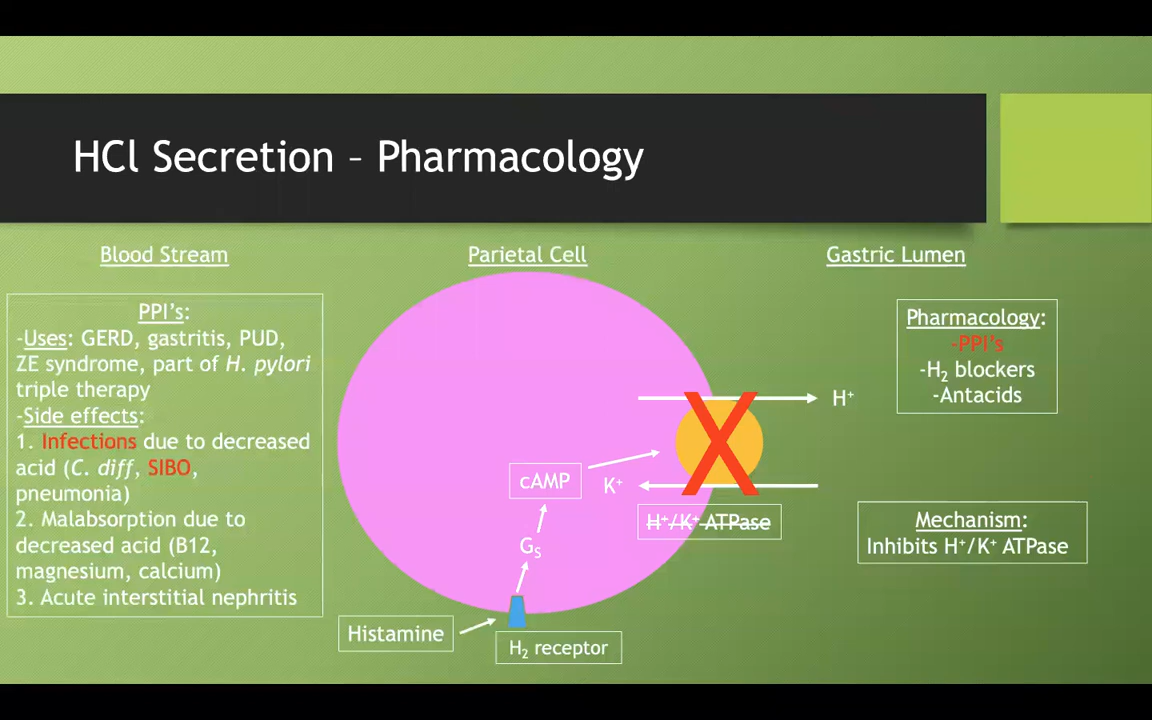 HCl Secretion – Pharmacology
Blood Stream
Parietal Cell
Gastric Lumen
PPI's:
-Uses: GERD, gastritis, PUD,
ZE syndrome, part of H. pylori
triple therapy
-Side effects:
1. Infections due to decreased
acid (C. diff, SIBO,
pneumonia)
2. Malabsorption due to
decreased acid (B12,
magnesium, calcium)
3. Acute interstitial nephritis
Pharmacology:
-PPI's
-H₂ blockers
-Antacids
H⁺
X
cAMP
K⁺
H⁺/K⁺ ATPase
Gs
Mechanism:
Inhibits H⁺/K⁺ ATPase
Histamine
H₂ receptor